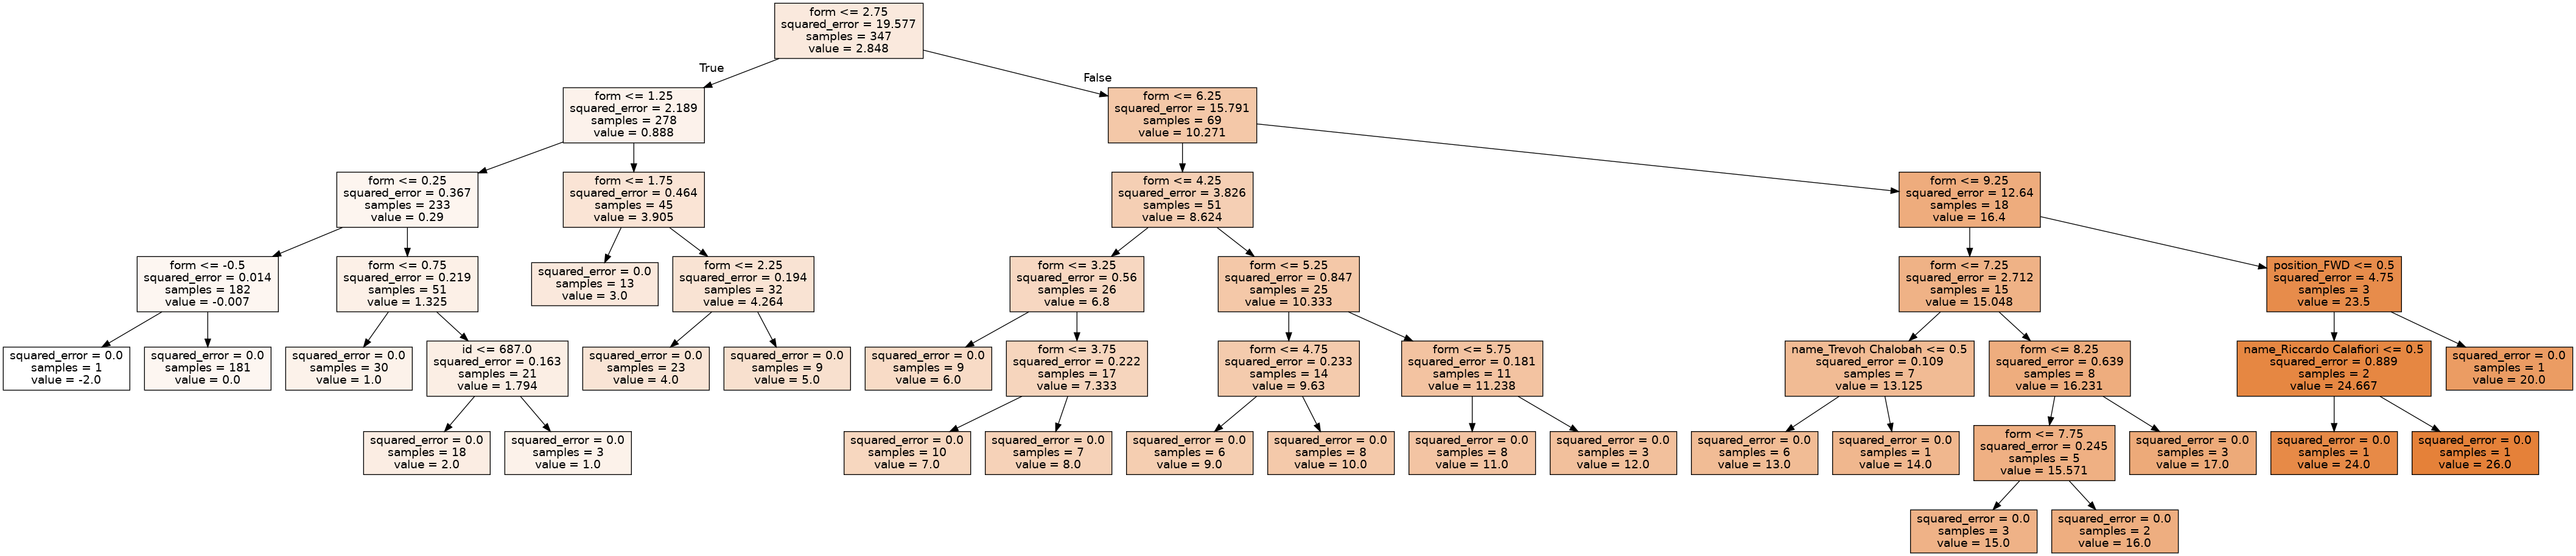 form <= 2.75
squared_error = 19.577
samples = 347
value = 2.848
True
False
form <= 1.25
squared_error = 2.189
samples = 278
value = 0.888
form <= 6.25
squared_error = 15.791
samples = 69
value = 10.271
form <= 0.25
squared_error = 0.367
samples = 233
value = 0.29
form <= 1.75
squared_error = 0.464
samples = 45
value = 3.905
form <= 4.25
squared_error = 3.826
samples = 51
value = 8.624
form <= 9.25
squared_error = 12.64
samples = 18
value = 16.4
form <= -0.5
squared_error = 0.014
samples = 182
value = -0.007
form <= 0.75
squared_error = 0.219
samples = 51
value = 1.325
squared_error = 0.0
samples = 13
value = 3.0
form <= 2.25
squared_error = 0.194
samples = 32
value = 4.264
form <= 3.25
squared_error = 0.56
samples = 26
value = 6.8
form <= 5.25
squared_error = 0.847
samples = 25
value = 10.333
form <= 7.25
squared_error = 2.712
samples = 15
value = 15.048
position_FWD <= 0.5
squared_error = 4.75
samples = 3
value = 23.5
squared_error = 0.0
samples = 1
value = -2.0
squared_error = 0.0
samples = 181
value = 0.0
squared_error = 0.0
samples = 30
value = 1.0
id <= 687.0
squared_error = 0.163
samples = 21
value = 1.794
squared_error = 0.0
samples = 23
value = 4.0
squared_error = 0.0
samples = 9
value = 5.0
squared_error = 0.0
samples = 9
value = 6.0
form <= 3.75
squared_error = 0.222
samples = 17
value = 7.333
form <= 4.75
squared_error = 0.233
samples = 14
value = 9.63
form <= 5.75
squared_error = 0.181
samples = 11
value = 11.238
name_Trevoh Chalobah <= 0.5
squared_error = 0.109
samples = 7
value = 13.125
form <= 8.25
squared_error = 0.639
samples = 8
value = 16.231
name_Riccardo Calafiori <= 0.5
squared_error = 0.889
samples = 2
value = 24.667
squared_error = 0.0
samples = 1
value = 20.0
squared_error = 0.0
samples = 18
value = 2.0
squared_error = 0.0
samples = 3
value = 1.0
squared_error = 0.0
samples = 10
value = 7.0
squared_error = 0.0
samples = 7
value = 8.0
squared_error = 0.0
samples = 6
value = 9.0
squared_error = 0.0
samples = 8
value = 10.0
squared_error = 0.0
samples = 8
value = 11.0
squared_error = 0.0
samples = 3
value = 12.0
squared_error = 0.0
samples = 6
value = 13.0
squared_error = 0.0
samples = 1
value = 14.0
form <= 7.75
squared_error = 0.245
samples = 5
value = 15.571
squared_error = 0.0
samples = 3
value = 17.0
squared_error = 0.0
samples = 1
value = 24.0
squared_error = 0.0
samples = 1
value = 26.0
squared_error = 0.0
samples = 3
value = 15.0
squared_error = 0.0
samples = 2
value = 16.0